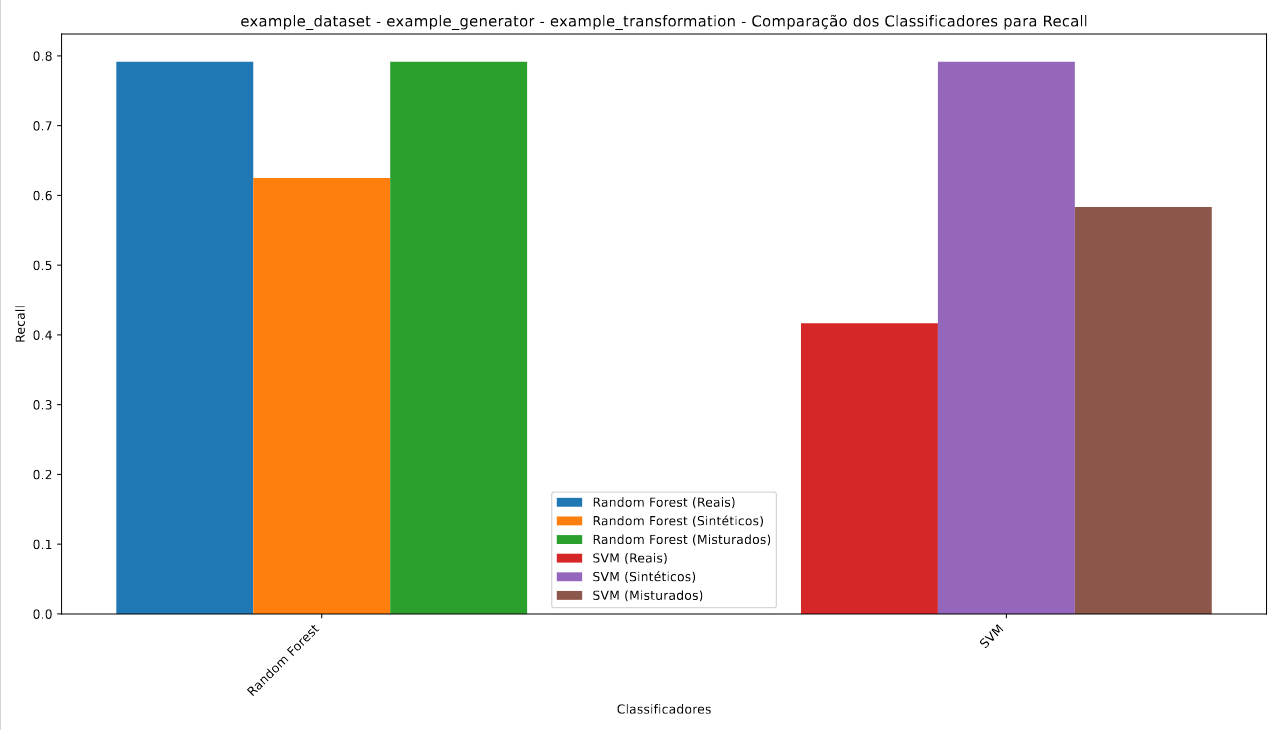 example_dataset - example_generator - example_transformation - Comparação dos Classificadores para Recall
0.8
0.7
0.6
0.5
0.4
0.3
0.2
0.1
0.0
Recall
Random Forest (Reais)
Random Forest (Sintéticos)
Random Forest (Misturados)
SVM (Reais)
SVM (Sintéticos)
SVM (Misturados)
Random Forest
SVM
Classificadores